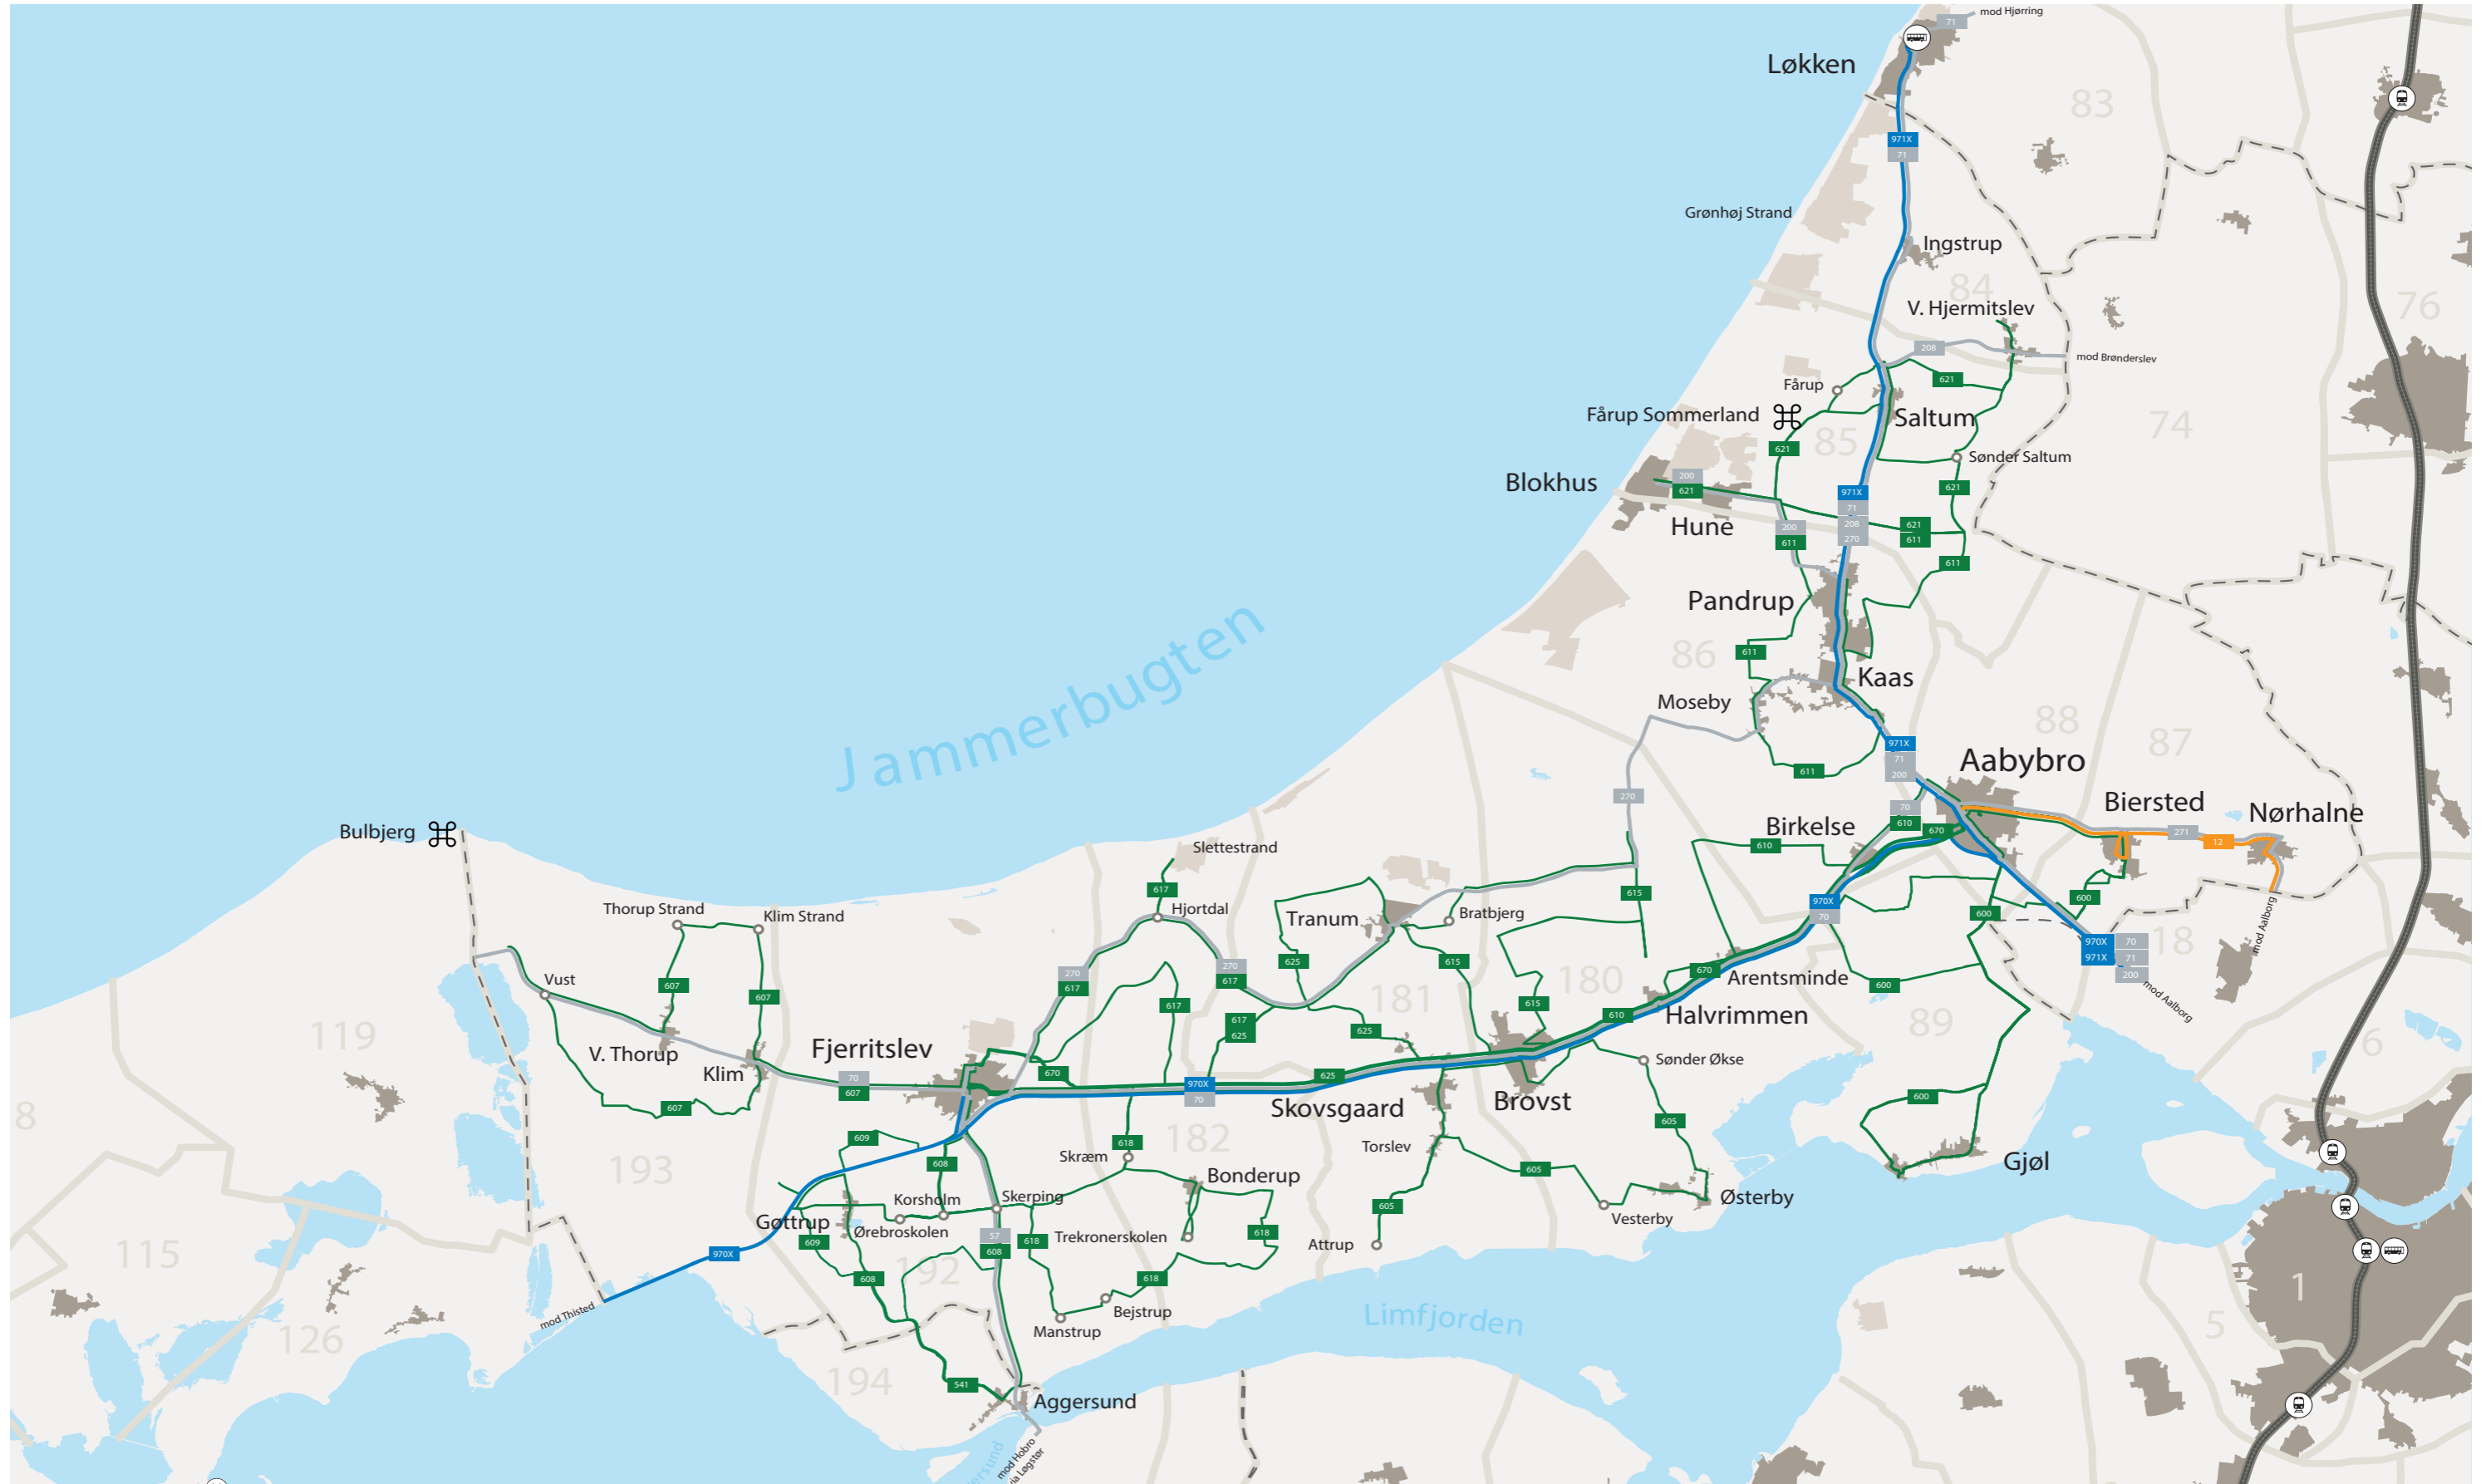 71
mod Hjørring
Løkken
83
971X
71
Grønhøj Strand
Ingstrup
84
76
V. Hjermitslev
208
mod Brønderslev
Fårup
621
Fårup Sommerland
Saltum
74
85
621
Sønder Saltum
Blokhus
200
621
971X
71
208
270
621
Hune
200
611
621
611
611
Pandrup
Jammerbugten
86
611
Kaas
Moseby
88
87
971X
71
200
611
Aabybro
270
70
610
Biersted
Nørhalne
Bulbjerg
Birkelse
670
271
12
610
Slettestrand
617
615
600
Thorup Strand
Klim Strand
Hjortdal
Tranum
Bratbjerg
970X
70
600
mod Aalborg
18
970X
971X
70
71
200
mod Aalborg
Vust
607
607
270
617
270
617
625
615
180
670
Arentsminde
600
181
615
617
610
Halvrimmen
89
119
617
625
625
V. Thorup
Fjerritslev
Sønder Økse
6
Klim
670
625
70
607
970X
70
607
Skovsgaard
Brovst
600
8
605
609
182
618
Torslev
193
608
Skræm
Gjøl
Bonderup
605
Korsholm
Skerping
Østerby
605
Vesterby
Gøttrup
Ørebroskolen
Trekronerskolen
618
57
608
618
609
Attrup
115
970X
192
608
618
1
Bejstrup
mod Thisted
Manstrup
Limfjorden
5
126
194
541
Aggersund
mod Hobro
via Løgstør